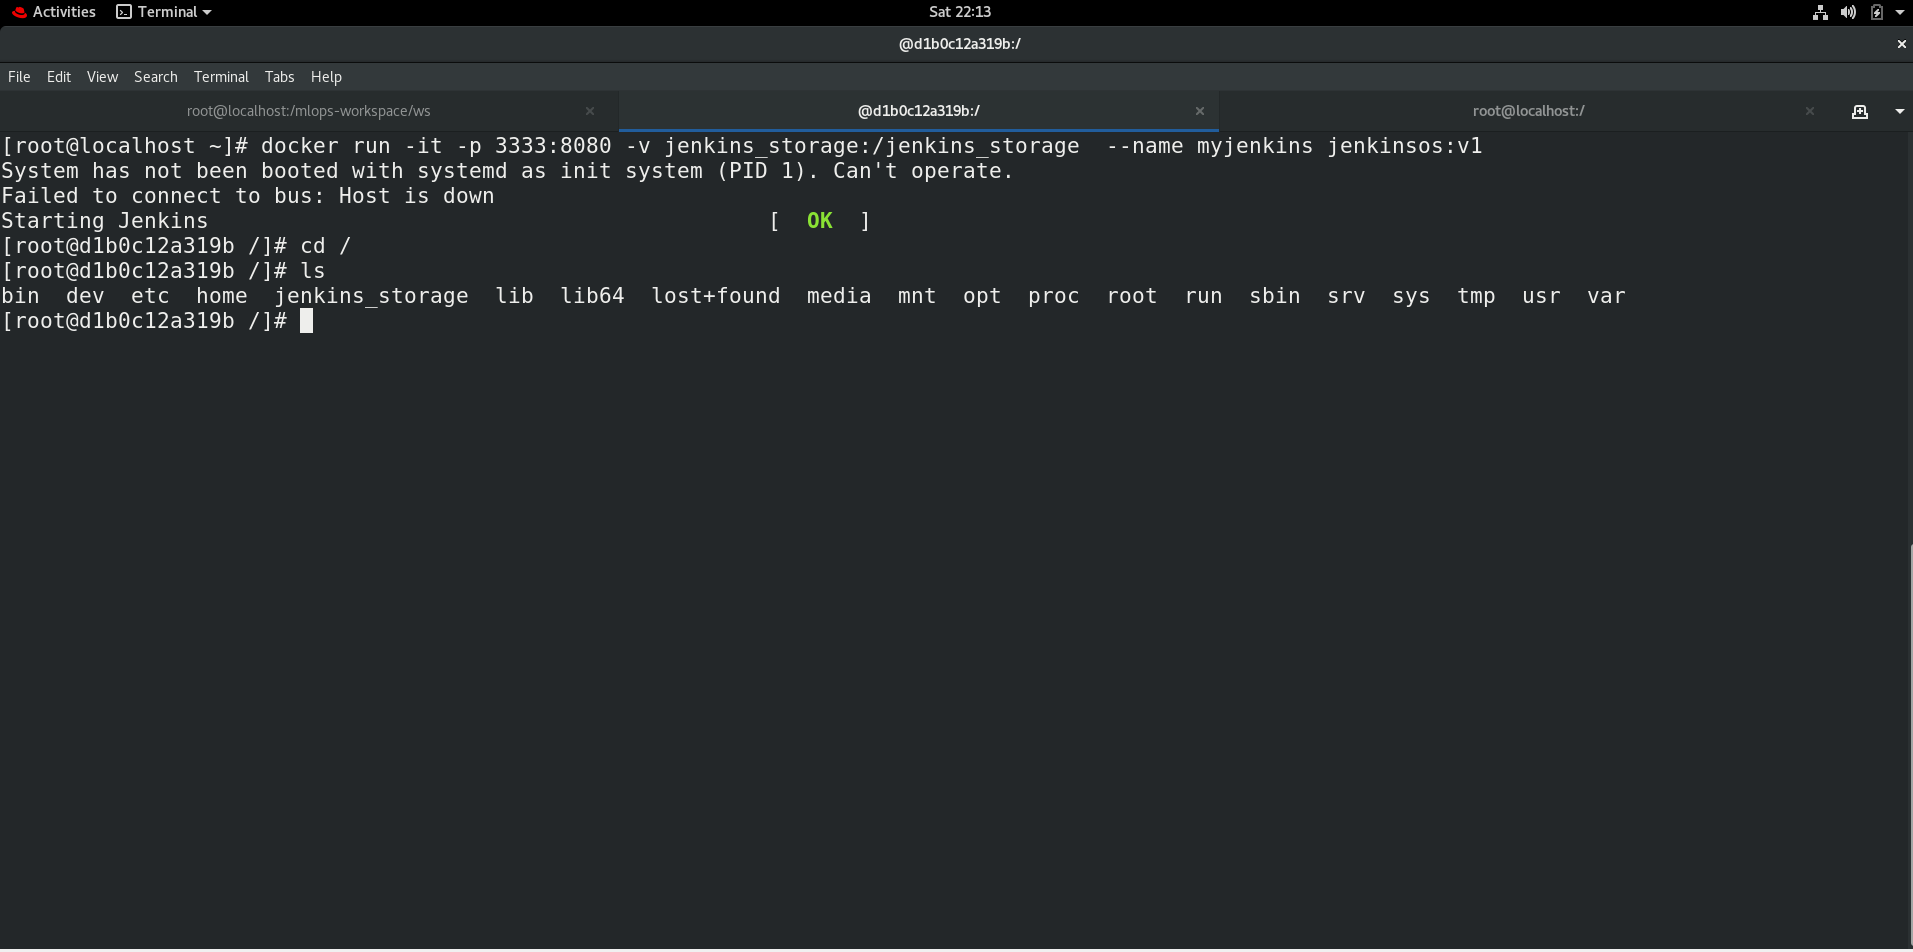 Activities Terminal Sat 22:13
@d1b0c12a319b:/
File Edit View Search Terminal Tabs Help
root@localhost:/mlops-workspace/ws @d1b0c12a319b:/ root@localhost:/
[root@localhost ~]# docker run -it -p 3333:8080 -v jenkins_storage:/jenkins_storage  --name myjenkins jenkinsos:v1
System has not been booted with systemd as init system (PID 1). Can't operate.
Failed to connect to bus: Host is down
Starting Jenkins                                           [  OK  ]
[root@d1b0c12a319b /]# cd /
[root@d1b0c12a319b /]# ls
bin  dev  etc  home  jenkins_storage  lib  lib64  lost+found  media  mnt  opt  proc  root  run  sbin  srv  sys  tmp  usr  var
[root@d1b0c12a319b /]#